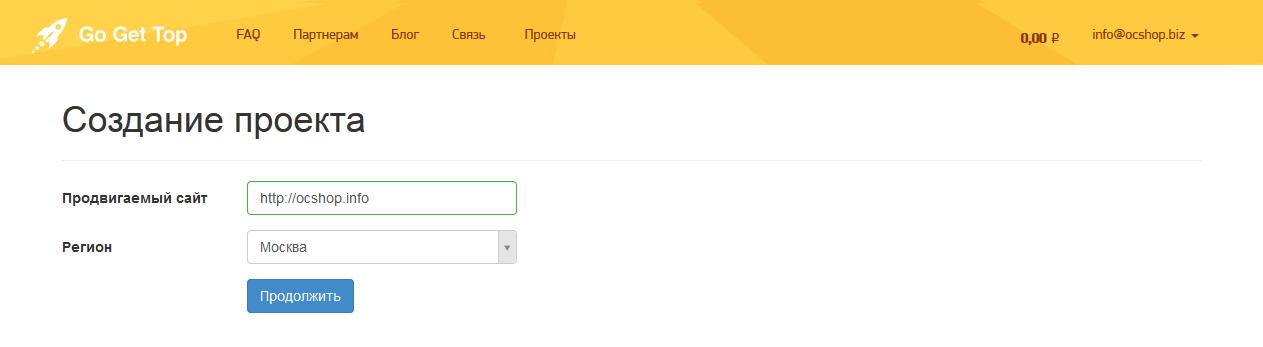 Go Get Top FAQ Партнерам Блог Связь Проекты 0,00 ₽ info@ocshop.biz
Создание проекта
Продвигаемый сайт http://ocshop.info
Регион Москва
Продолжить